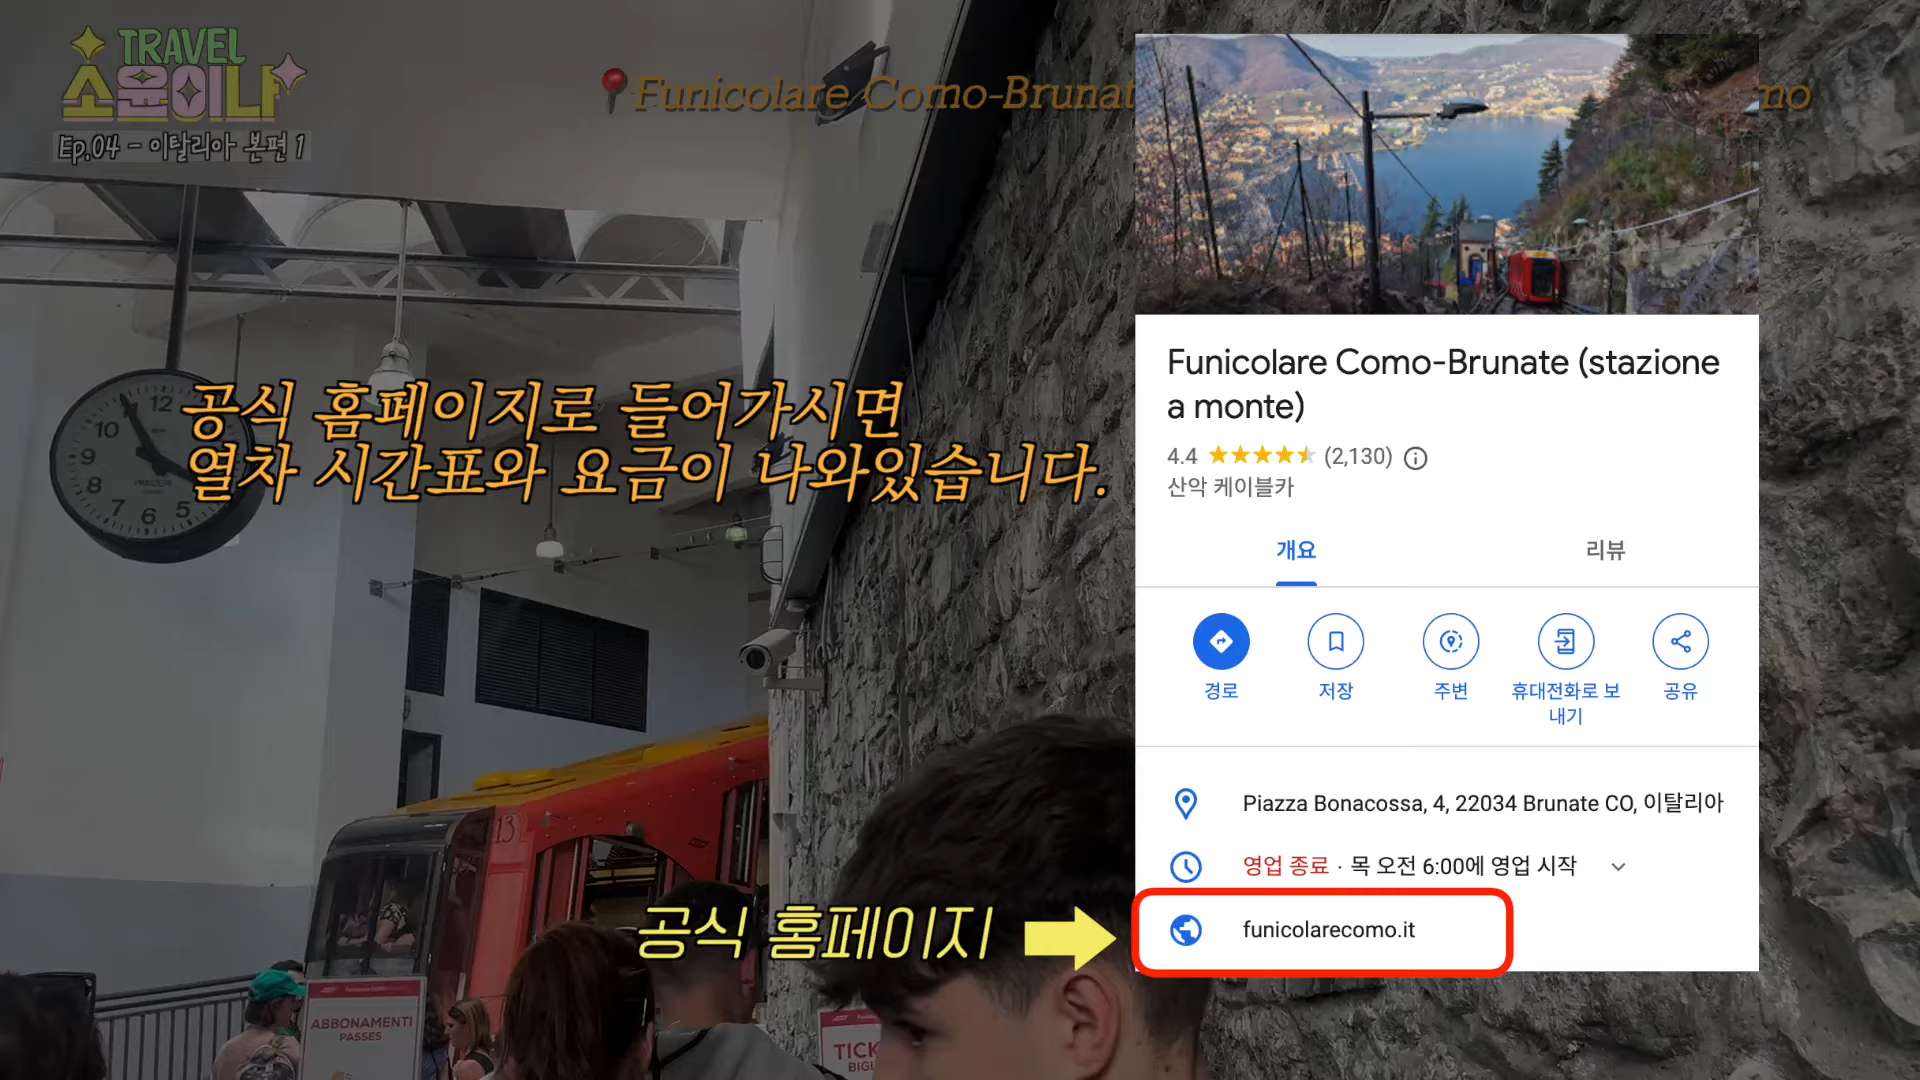 TRAVEL
소윤이나
Ep.04 - 이탈리아 본편 1
Funicolare Como-Brunat
mo
공식 홈페이지로 들어가시면
열차 시간표와 요금이 나와있습니다.
12
10
9
8
7
6
5
13
ABBONAMENTI
PASSES
공식 홈페이지
Funicolare Como-Brunate (stazione
a monte)
4.4 (2,130)
산악 케이블카
개요 리뷰
경로 저장 주변 휴대전화로 보 공유
내기
Piazza Bonacossa, 4, 22034 Brunate CO, 이탈리아
영업 종료 · 목 오전 6:00에 영업 시작
funicolarecomo.it